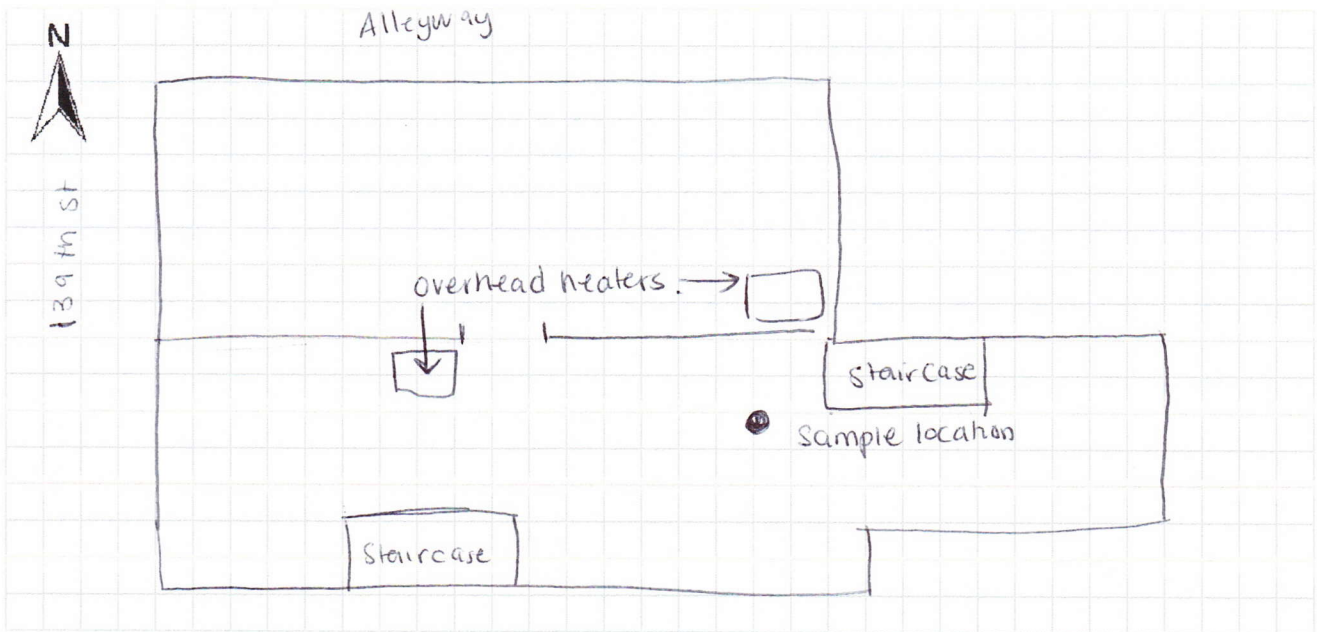 Alleyway
N
139th St
overhead heaters.
staircase
sample location
Staircase